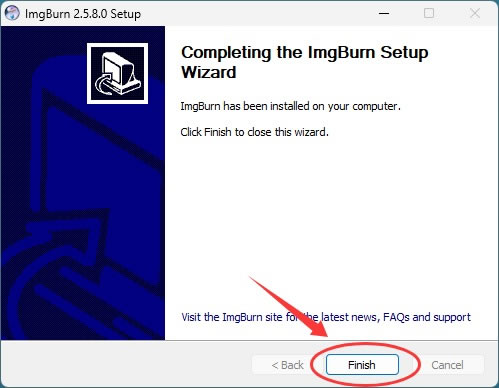 ImgBurn 2.5.8.0 Setup
Completing the ImgBurn Setup
Wizard
ImgBurn has been installed on your computer.
Click Finish to close this wizard.
Visit the ImgBurn site for the latest news, FAQs and support
< Back Finish Cancel